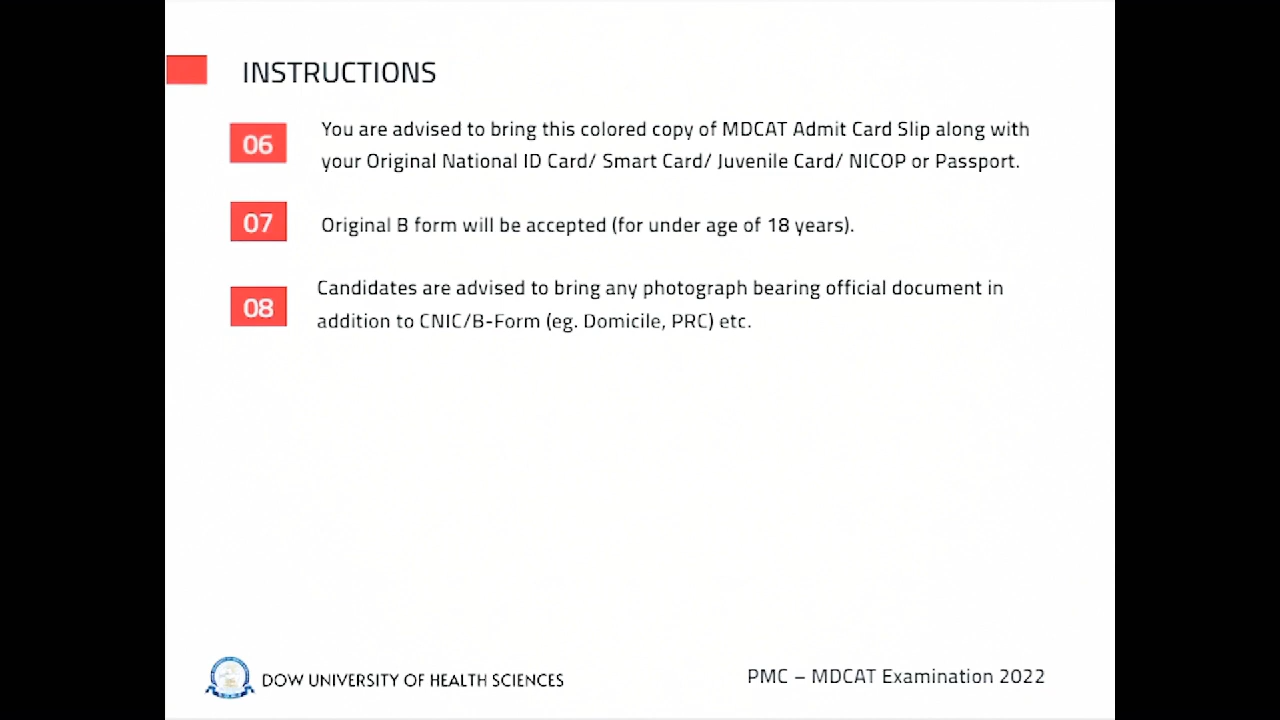 INSTRUCTIONS
06
You are advised to bring this colored copy of MDCAT Admit Card Slip along with
your Original National ID Card/ Smart Card/ Juvenile Card/ NICOP or Passport.
07
Original B form will be accepted (for under age of 18 years).
08
Candidates are advised to bring any photograph bearing official document in
addition to CNIC/B-Form (eg. Domicile, PRC) etc.
DOW UNIVERSITY OF HEALTH SCIENCES
PMC – MDCAT Examination 2022